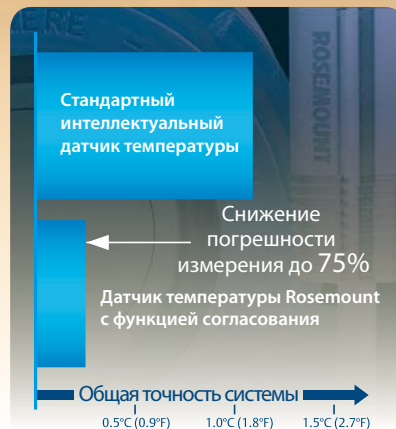 ROSEMOUNT
Стандартный
интеллектуальный
датчик температуры
Снижение
погрешности
измерения до 75%
Датчик температуры Rosemount
с функцией согласования
Общая точность системы
0.5°C (0.9°F) 1.0°C (1.8°F) 1.5°C (2.7°F)